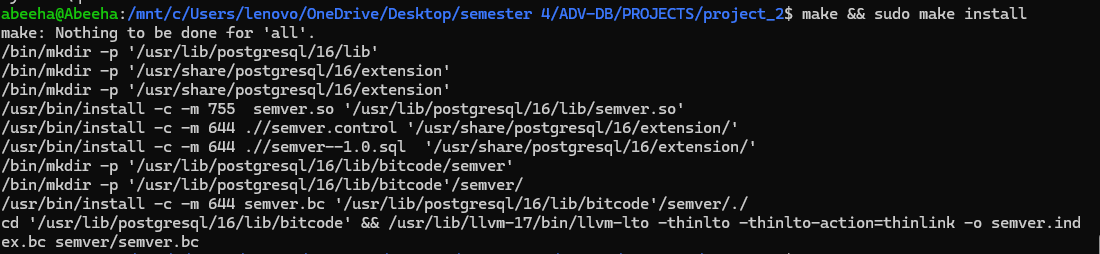 abeeha@Abeeha:/mnt/c/Users/lenovo/OneDrive/Desktop/semester 4/ADV-DB/PROJECTS/project_2$ make && sudo make install
make: Nothing to be done for 'all'.
/bin/mkdir -p '/usr/lib/postgresql/16/lib'
/bin/mkdir -p '/usr/share/postgresql/16/extension'
/bin/mkdir -p '/usr/share/postgresql/16/extension'
/usr/bin/install -c -m 755  semver.so '/usr/lib/postgresql/16/lib/semver.so'
/usr/bin/install -c -m 644 .//semver.control '/usr/share/postgresql/16/extension/'
/usr/bin/install -c -m 644 .//semver--1.0.sql  '/usr/share/postgresql/16/extension/'
/bin/mkdir -p '/usr/lib/postgresql/16/lib/bitcode/semver'
/bin/mkdir -p '/usr/lib/postgresql/16/lib/bitcode'/semver/
/usr/bin/install -c -m 644 semver.bc '/usr/lib/postgresql/16/lib/bitcode'/semver/./
cd '/usr/lib/postgresql/16/lib/bitcode' && /usr/lib/llvm-17/bin/llvm-lto -thinlto -thinlto-action=thinlink -o semver.ind
ex.bc semver/semver.bc